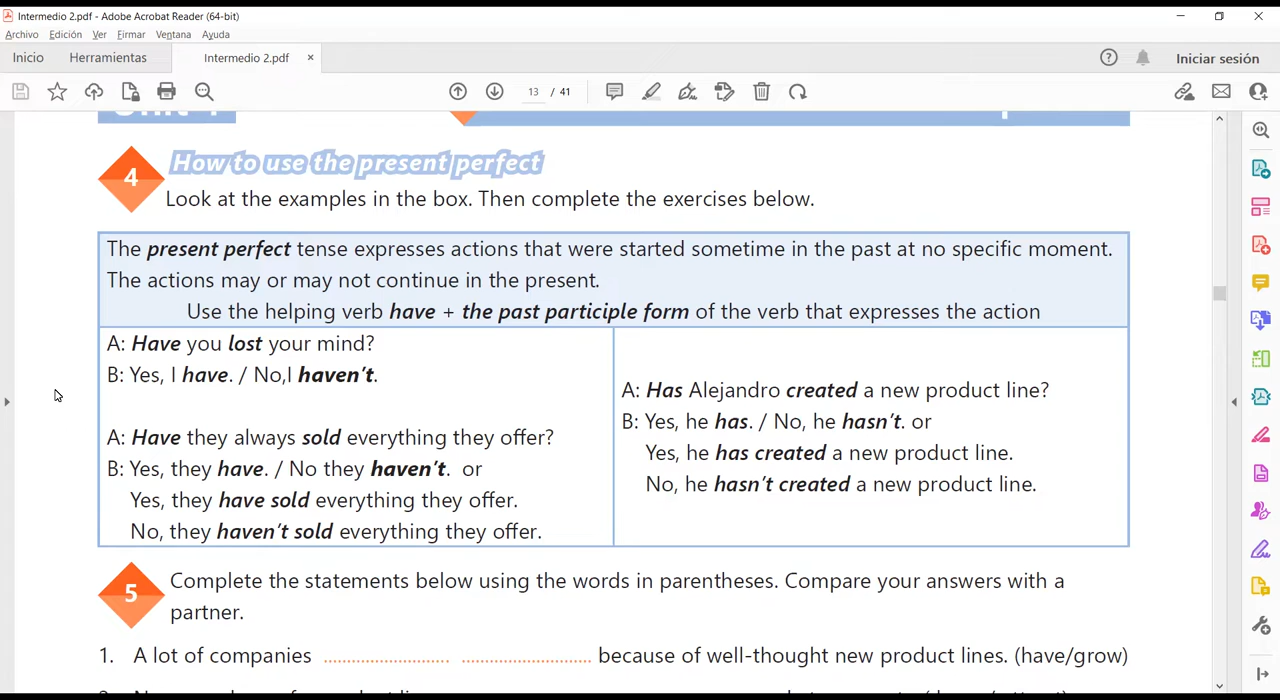 Intermedio 2.pdf - Adobe Acrobat Reader (64-bit)
Archivo Edición Ver Firmar Ventana Ayuda
Inicio Herramientas Intermedio 2.pdf × Iniciar sesión
13 / 41
4 How to use the present perfect
Look at the examples in the box. Then complete the exercises below.
The present perfect tense expresses actions that were started sometime in the past at no specific moment.
The actions may or may not continue in the present.
Use the helping verb have + the past participle form of the verb that expresses the action
A: Have you lost your mind?
B: Yes, I have. / No,I haven't.
A: Have they always sold everything they offer?
B: Yes, they have. / No they haven't. or
Yes, they have sold everything they offer.
No, they haven't sold everything they offer.
A: Has Alejandro created a new product line?
B: Yes, he has. / No, he hasn't. or
Yes, he has created a new product line.
No, he hasn't created a new product line.
5 Complete the statements below using the words in parentheses. Compare your answers with a
partner.
1. A lot of companies ........................... ........................... because of well-thought new product lines. (have/grow)